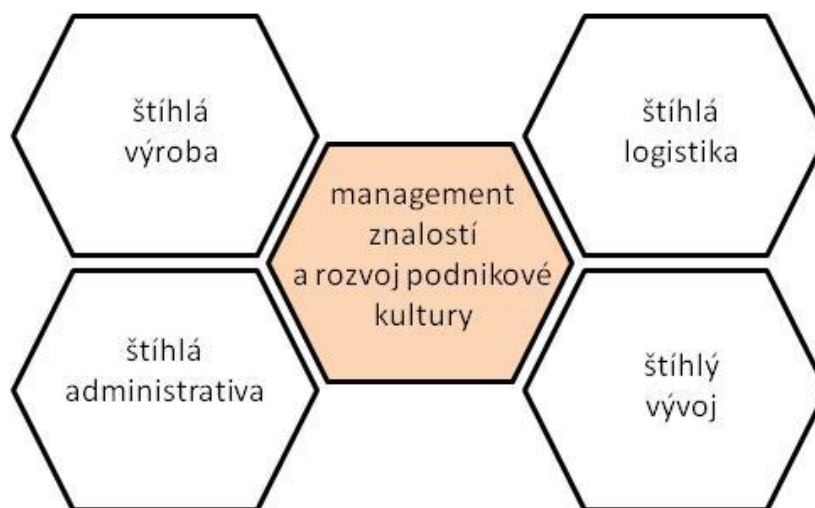 štíhlá
výroba
štíhlá
logistika
management
znalostí
a rozvoj podnikové
kultury
štíhlá
administrativa
štíhlý
vývoj